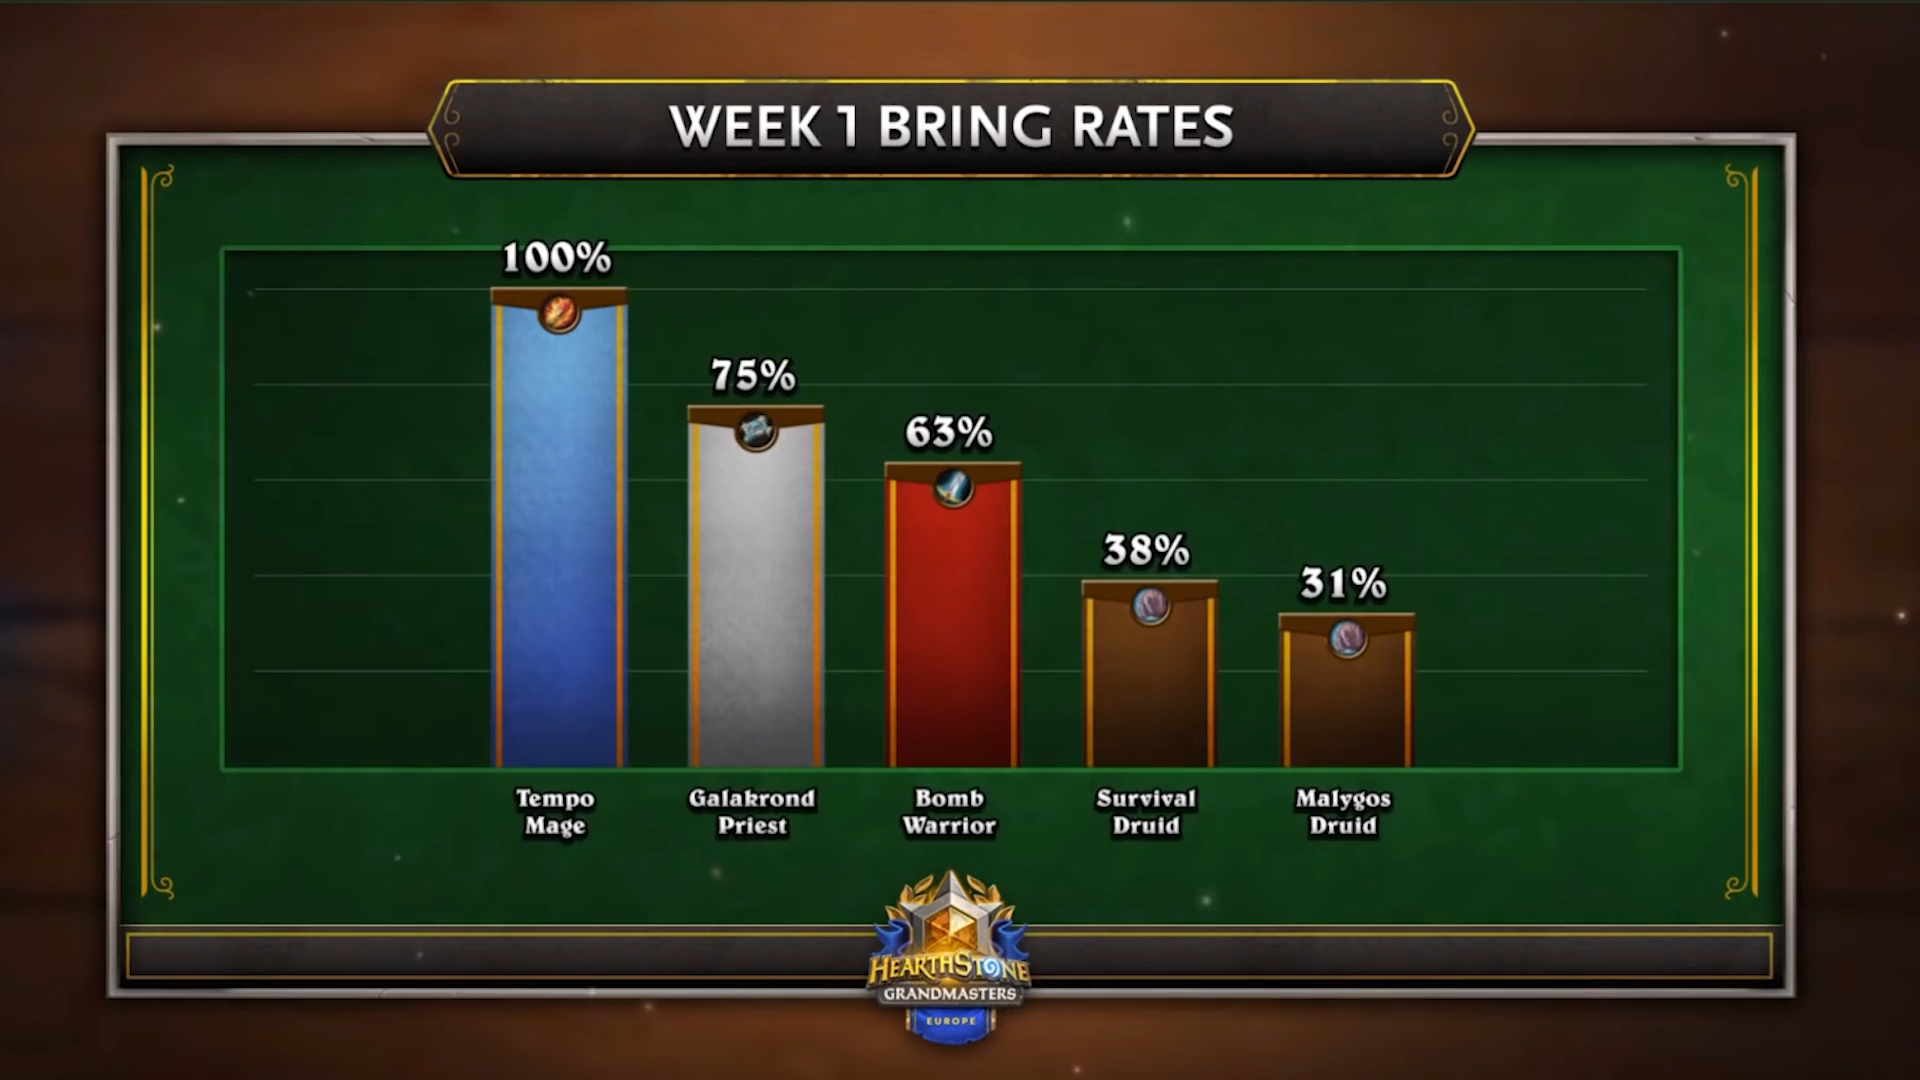 WEEK 1 BRING RATES
100%
75%
63%
38%
31%
Tempo
Mage
Galakrond
Priest
Bomb
Warrior
Survival
Druid
Malygos
Druid
HEARTHSTONE
GRANDMASTERS
EUROPE